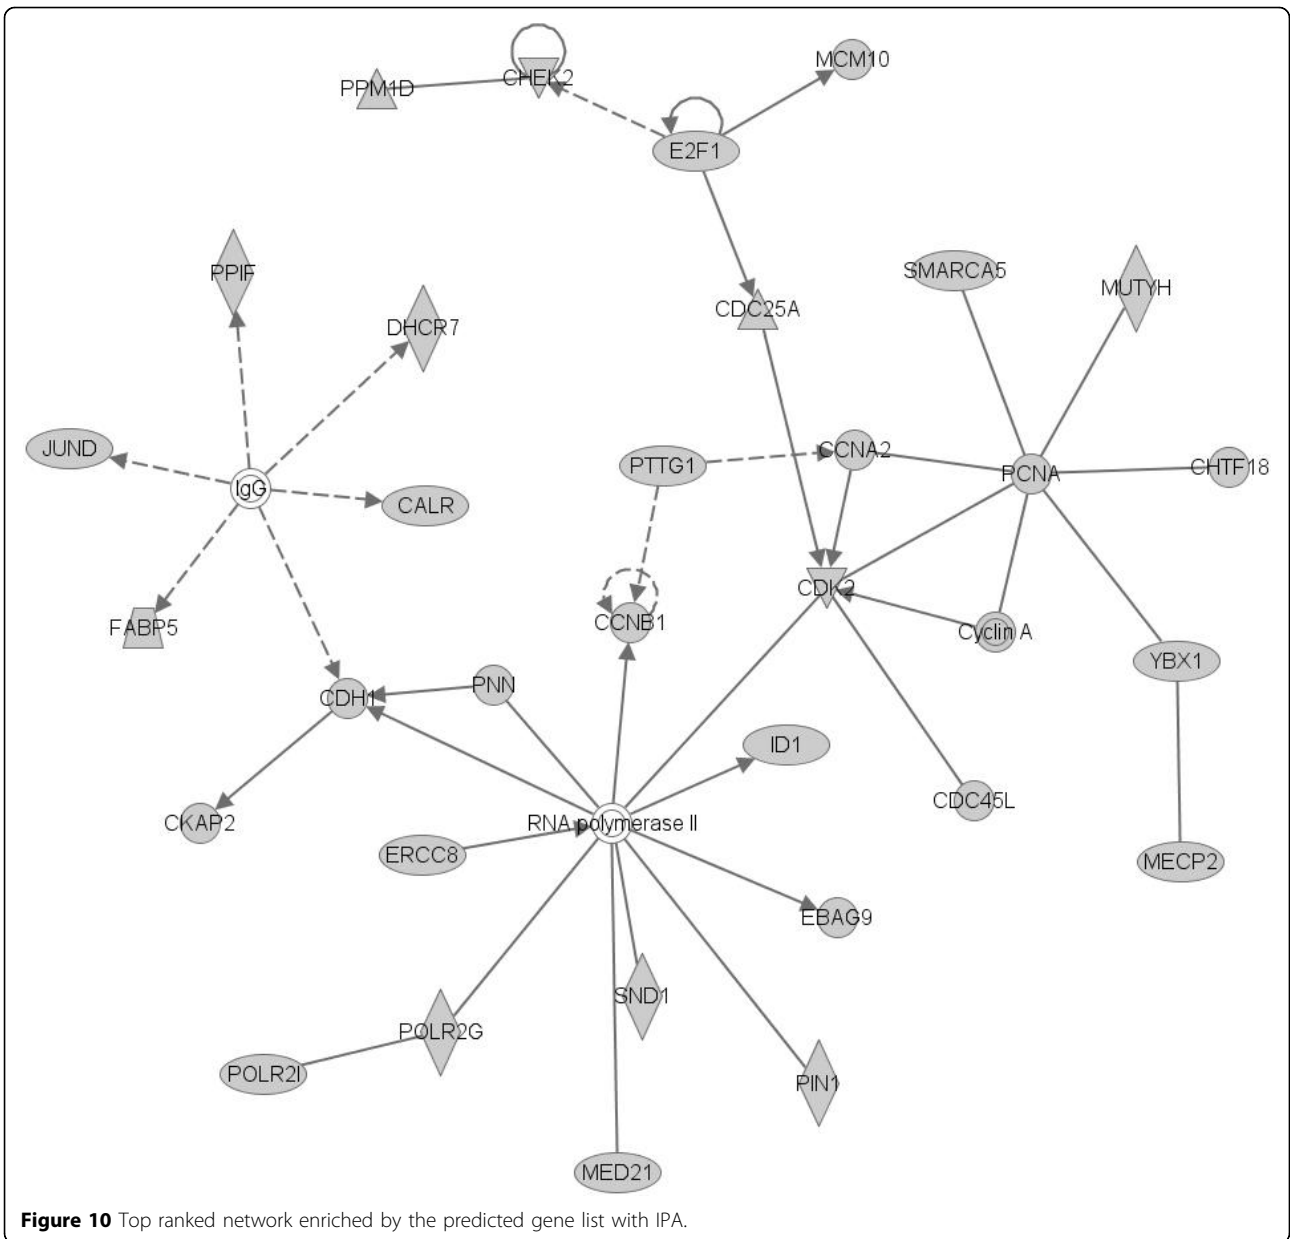 MCM10
CHEK2
PPM1D
E2F1
PPIF
SMARCA5
MUTYH
CDC25A
DHCR7
JUND
CCNA2
PTTG1
CHTF18
PCNA
IgG
CALR
CDK2
CCNB1
FABP5
Cyclin A
YBX1
PNN
CDH1
ID1
CDC45L
CKAP2
RNA polymerase II
ERCC8
MECP2
EBAG9
SND1
POLR2G
POLR2I
PIN1
MED21
Figure 10 Top ranked network enriched by the predicted gene list with IPA.